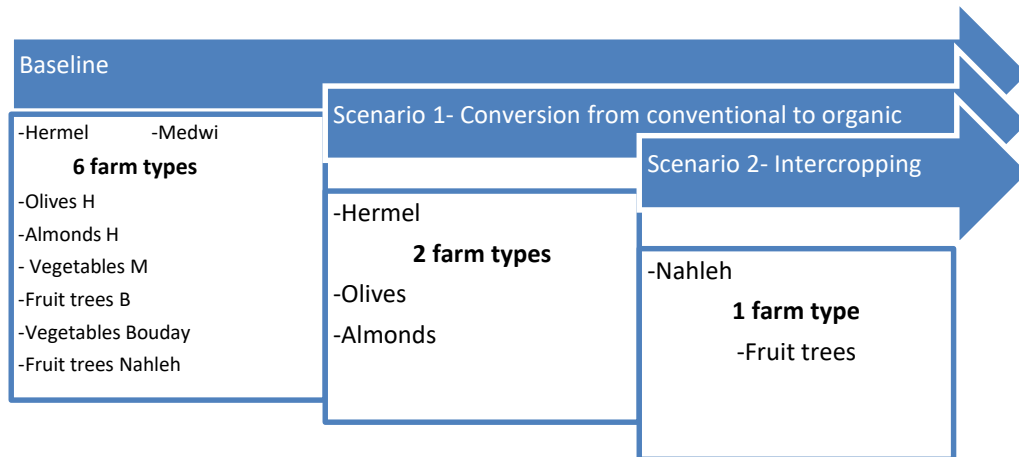 Baseline
-Hermel -Medwi
6 farm types
-Olives H
-Almonds H
- Vegetables M
-Fruit trees B
-Vegetables Bouday
-Fruit trees Nahleh
Scenario 1- Conversion from conventional to organic
-Hermel
2 farm types
-Olives
-Almonds
Scenario 2- Intercropping
-Nahleh
1 farm type
-Fruit trees